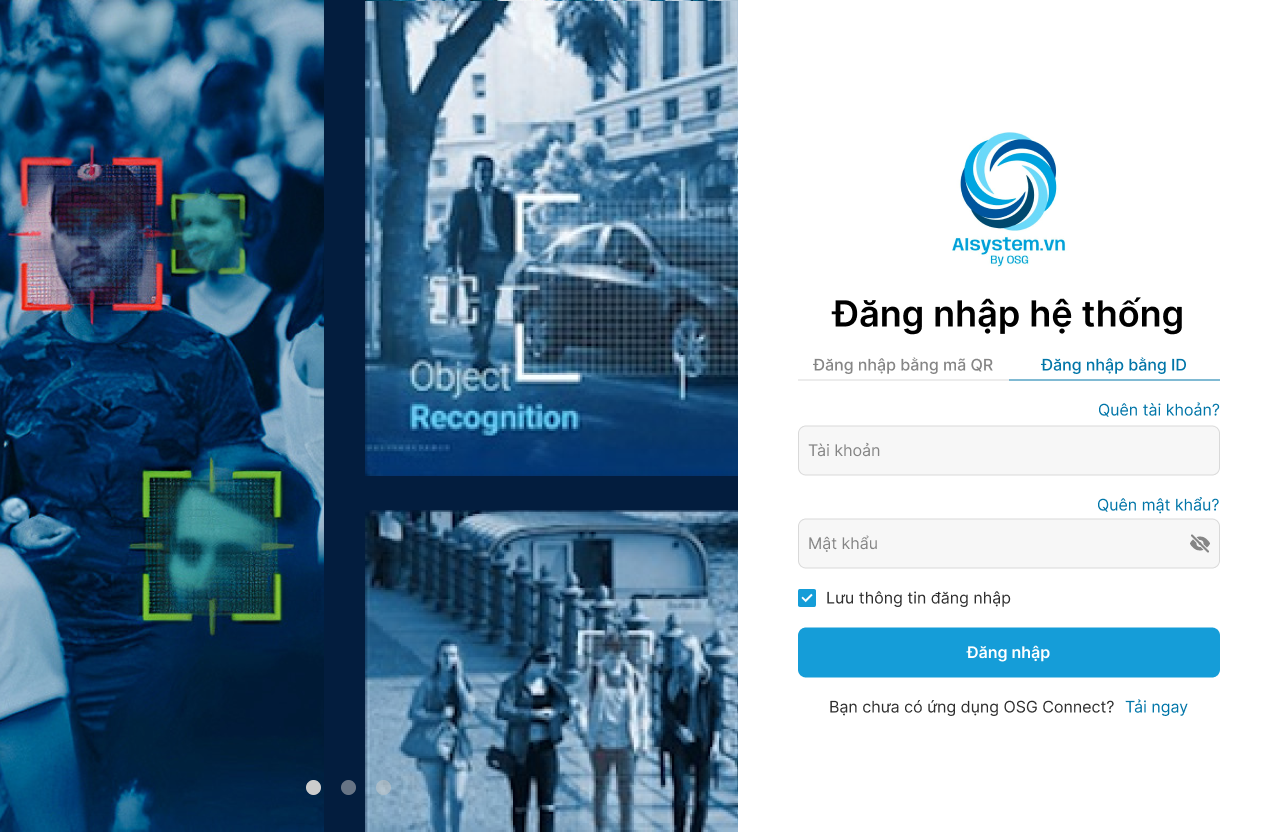 Object
Recognition
AIsystem.vn
By OSG
Đăng nhập hệ thống
Đăng nhập bằng mã QR
Đăng nhập bằng ID
Quên tài khoản?
Tài khoản
Quên mật khẩu?
Mật khẩu
Lưu thông tin đăng nhập
Đăng nhập
Bạn chưa có ứng dụng OSG Connect? Tải ngay